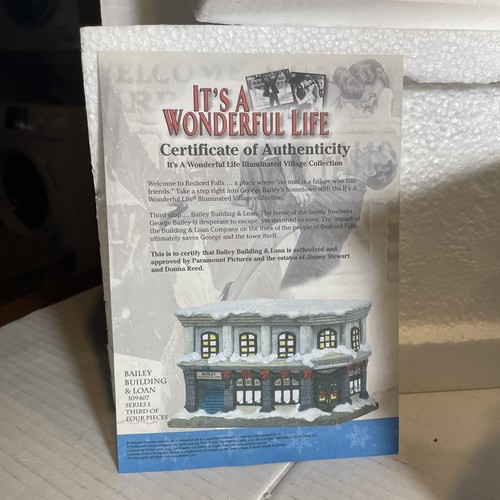 IT'S A
WONDERFUL LIFE
Certificate of Authenticity
It's A Wonderful Life Illuminated Village Collection
Welcome to Bedford Falls ... a place where "no man is a failure who has
friends." Take a step right into George Bailey's hometown with the It's A
Wonderful Life® Illuminated Village collection.
Third stop ... Bailey Building & Loan. The home of the family business
George Bailey is desperate to escape, yet destined to save. The impact of
the Building & Loan Company on the lives of the people of Bedford Falls
ultimately saves George and the town itself.
This is to certify that Bailey Building & Loan is authorized and
approved by Paramount Pictures and the estates of Jimmy Stewart
and Donna Reed.
BAILEY
BUILDING
& LOAN
109407
SERIES I
THIRD OF
FOUR PIECES